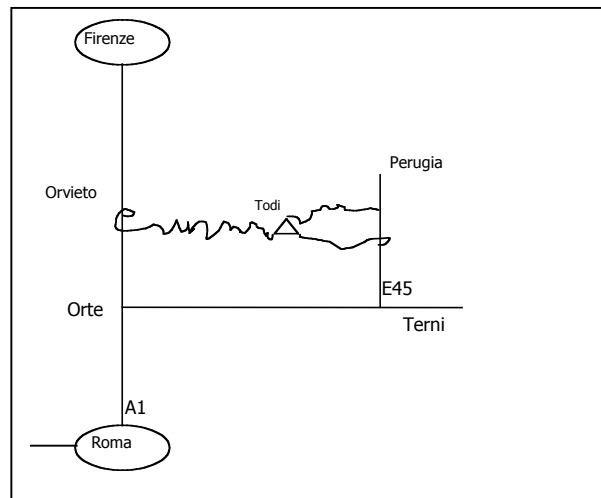 Firenze
Perugia
Orvieto
Todi
E45
Orte
Terni
A1
Roma